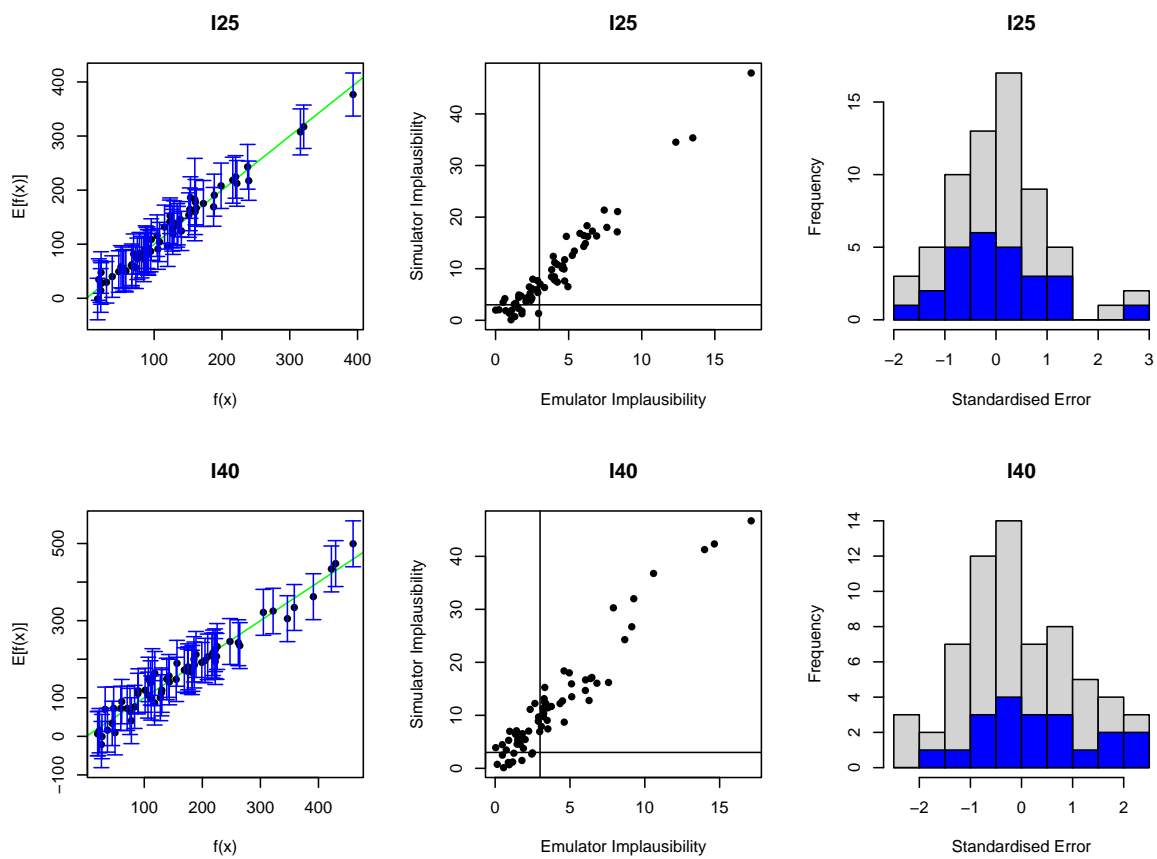 I25
I25
I25
E[f(x)]
400
300
200
100
0
100 200 300 400
f(x)
Simulator Implausibility
40
30
20
10
0
0 5 10 15
Emulator Implausibility
Frequency
15
10
5
0
−2 −1 0 1 2 3
Standardised Error
I40
I40
I40
E[f(x)]
500
300
100
0
−100
100 200 300 400
f(x)
Simulator Implausibility
40
30
20
10
0
0 5 10 15
Emulator Implausibility
Frequency
14
12
10
8
6
4
2
0
−2 −1 0 1 2
Standardised Error